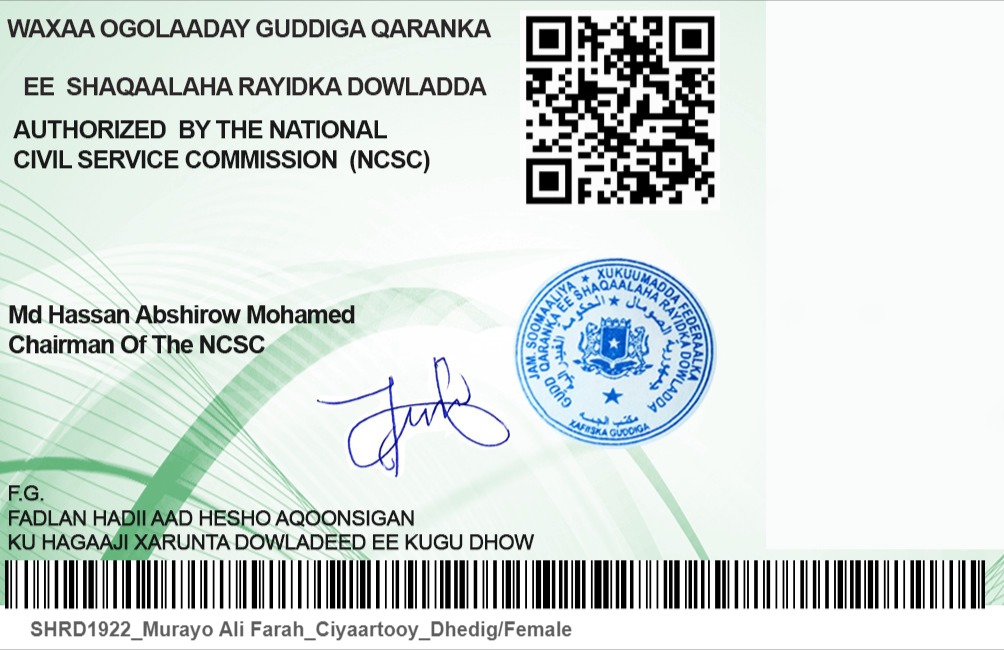 WAXAA OGOLAADAY GUDDIGA QARANKA
EE SHAQAALAHA RAYIDKA DOWLADDA
AUTHORIZED BY THE NATIONAL
CIVIL SERVICE COMMISSION (NCSC)
Md Hassan Abshirow Mohamed
Chairman Of The NCSC
JAM. SOOMAALIYA ★ XUKUUMADDA FEDERAALKA
GUDD QARANKA EE SHAQAALAHA RAYIDKA DOWLADDA
XAFIISKA GUDDIGA
F.G.
FADLAN HADII AAD HESHO AQOONSIGAN
KU HAGAAJI XARUNTA DOWLADEED EE KUGU DHOW
SHRD1922_Murayo Ali Farah_Ciyaartooy_Dhedig/Female